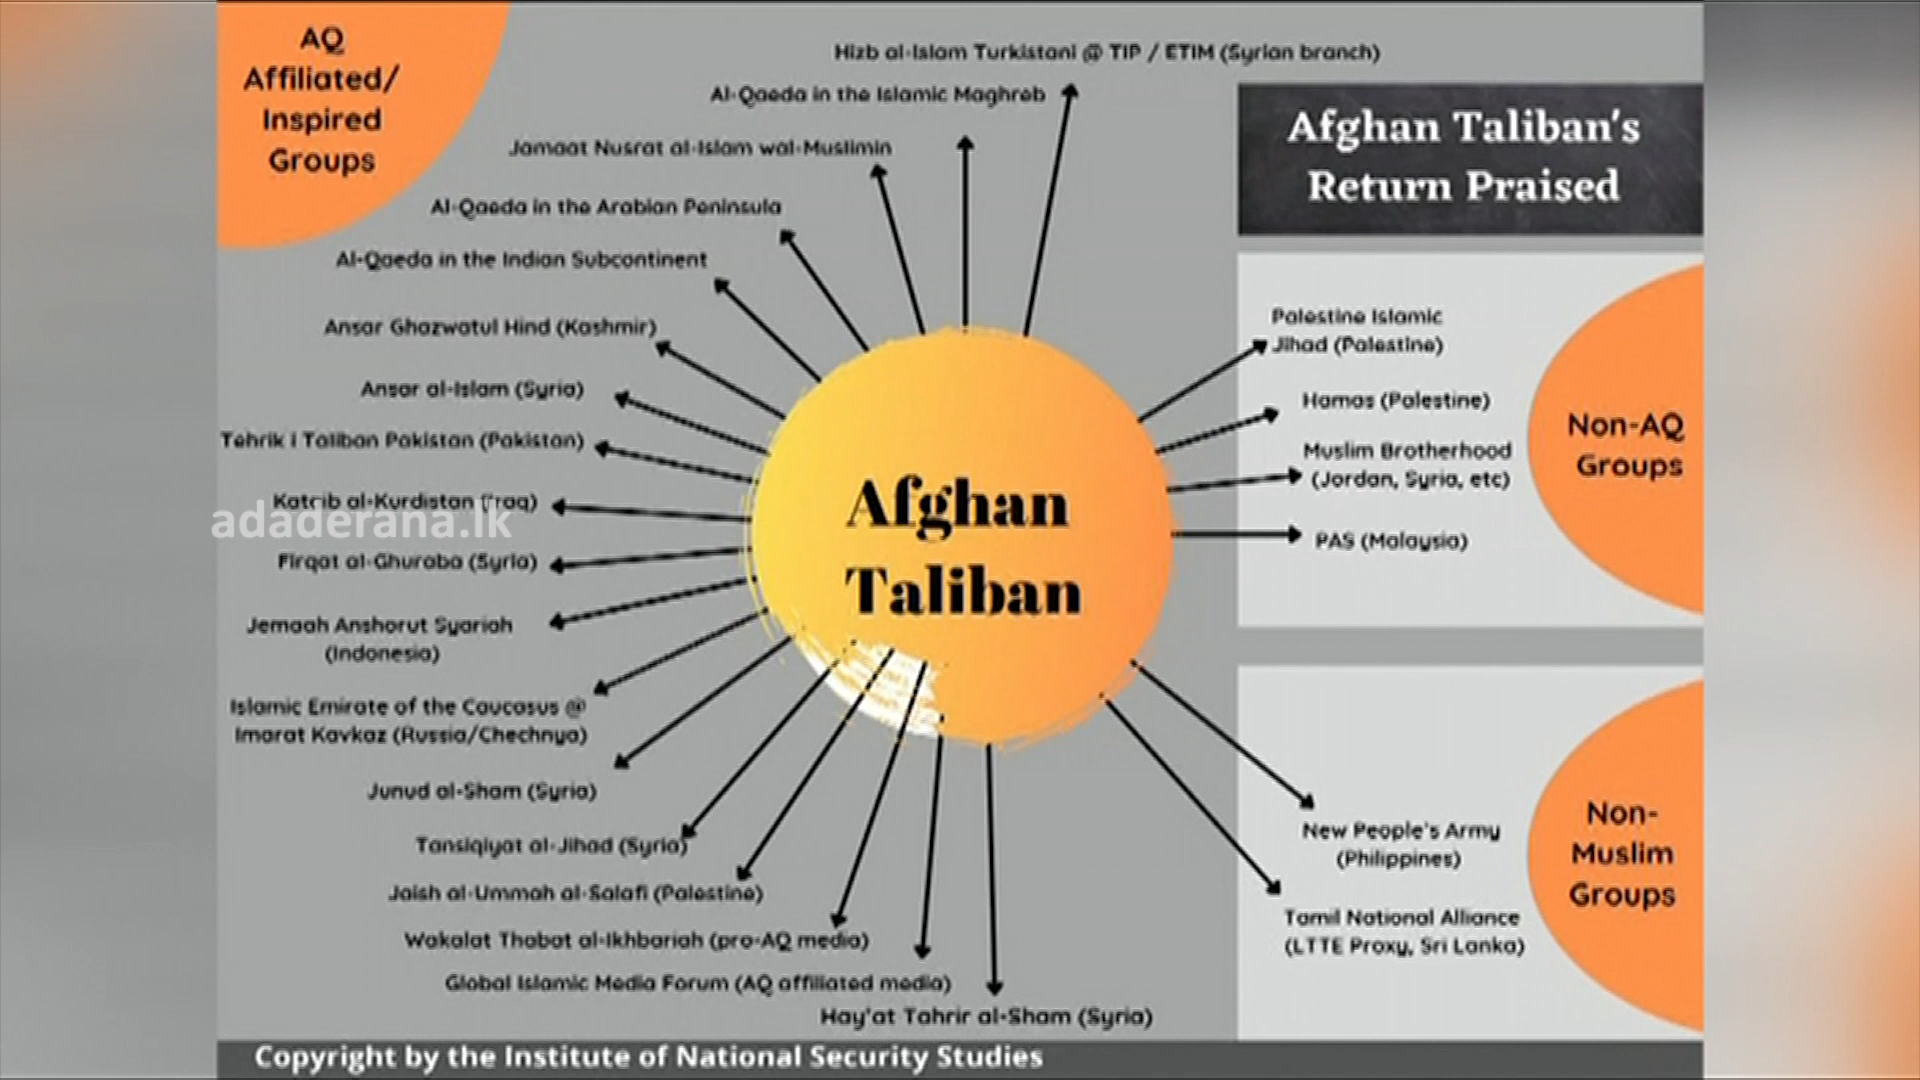 AQ
Affiliated/
Inspired
Groups
Hizb al-Islam Turkistani @ TIP / ETIM (Syrian branch)
Al-Qaeda in the Islamic Maghreb
Jamaat Nusrat al-Islam wal-Muslimin
Al-Qaeda in the Arabian Peninsula
Al-Qaeda in the Indian Subcontinent
Ansar Ghazwatul Hind (Kashmir)
Ansar al-Islam (Syria)
Tehrik i Taliban Pakistan (Pakistan)
Katrib al-Kurdistan (Iraq)
adaderana.lk
Firqat al-Ghuraba (Syria)
Jemaah Anshorut Syariah
(Indonesia)
Islamic Emirate of the Caucasus @
Imarat Kavkaz (Russia/Chechnya)
Junud al-Sham (Syria)
Tansiqiyat al-Jihad (Syria)
Jaish al-Ummah al-Salafi (Palestine)
Wakalat Thabat al-Ikhbariah (pro-AQ media)
Global Islamic Media Forum (AQ affiliated media)
Hay'at Tahrir al-Sham (Syria)
Afghan
Taliban
Afghan Taliban's
Return Praised
Palestine Islamic
Jihad (Palestine)
Hamas (Palestine)
Muslim Brotherhood
(Jordan, Syria, etc)
PAS (Malaysia)
Non-AQ
Groups
New People's Army
(Philippines)
Tamil National Alliance
(LTTE Proxy, Sri Lanka)
Non-
Muslim
Groups
Copyright by the Institute of National Security Studies